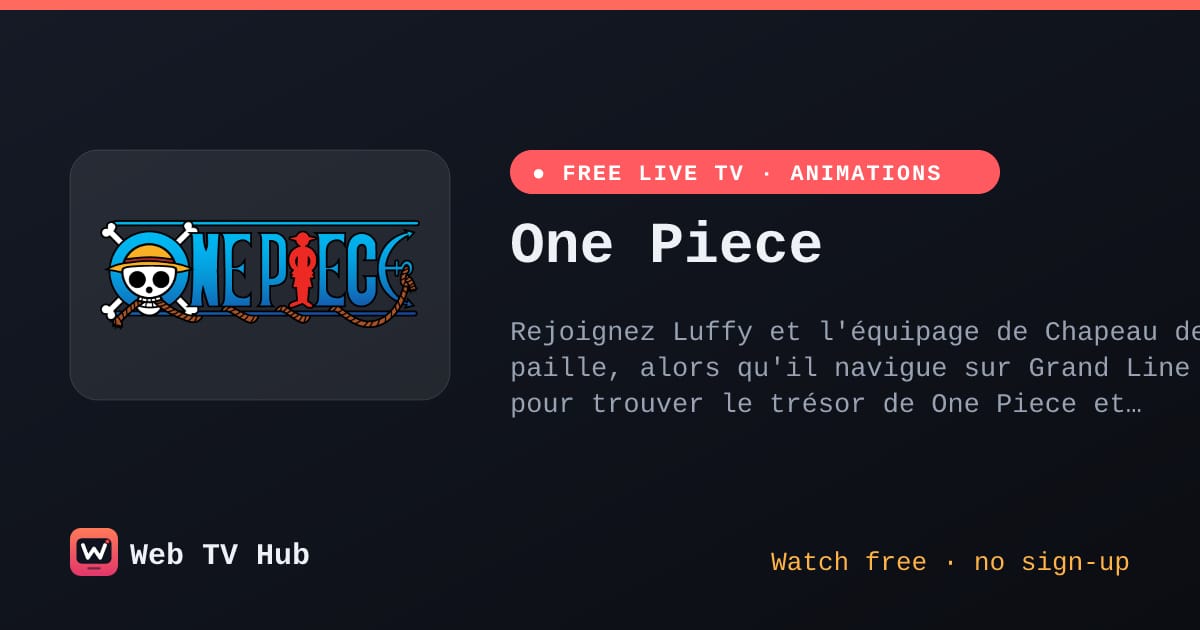 ONE PIECE
• FREE LIVE TV · ANIMATIONS
One Piece
Rejoignez Luffy et l'équipage de Chapeau de
paille, alors qu'il navigue sur Grand Line
pour trouver le trésor de One Piece et…
W Web TV Hub
Watch free · no sign-up